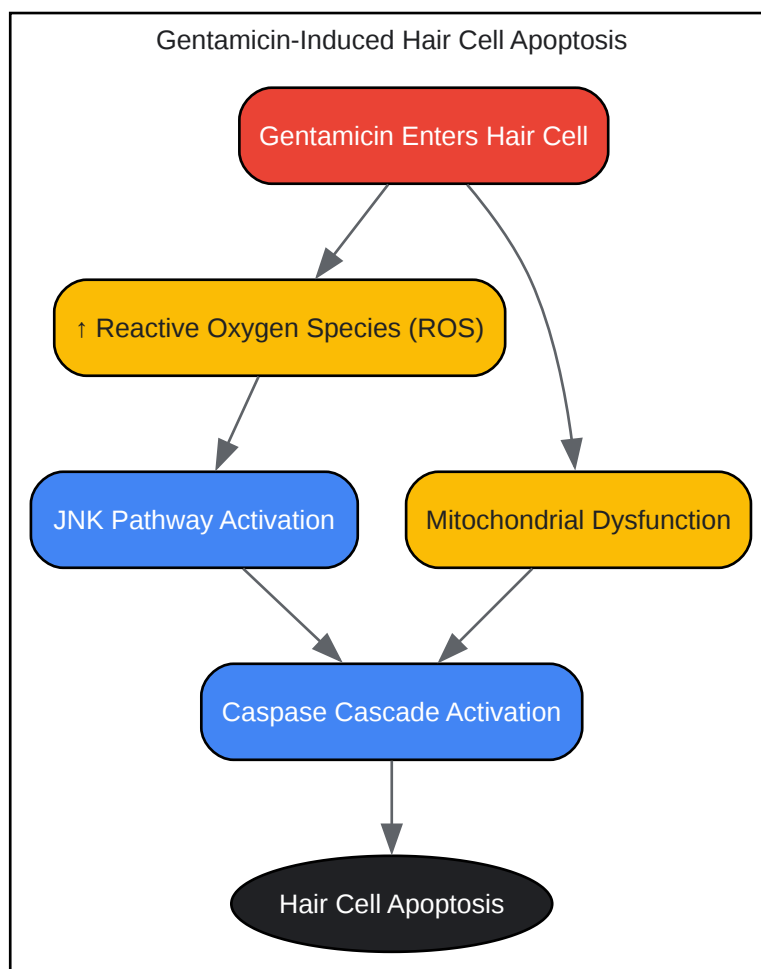 Gentamicin-Induced Hair Cell Apoptosis
Gentamicin Enters Hair Cell
↑ Reactive Oxygen Species (ROS)
JNK Pathway Activation
Mitochondrial Dysfunction
Caspase Cascade Activation
Hair Cell Apoptosis